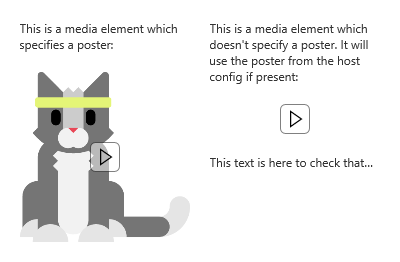 This is a media element which
specifies a poster:
This is a media element which
doesn't specify a poster. It will
use the poster from the host
config if present:
This text is here to check that...